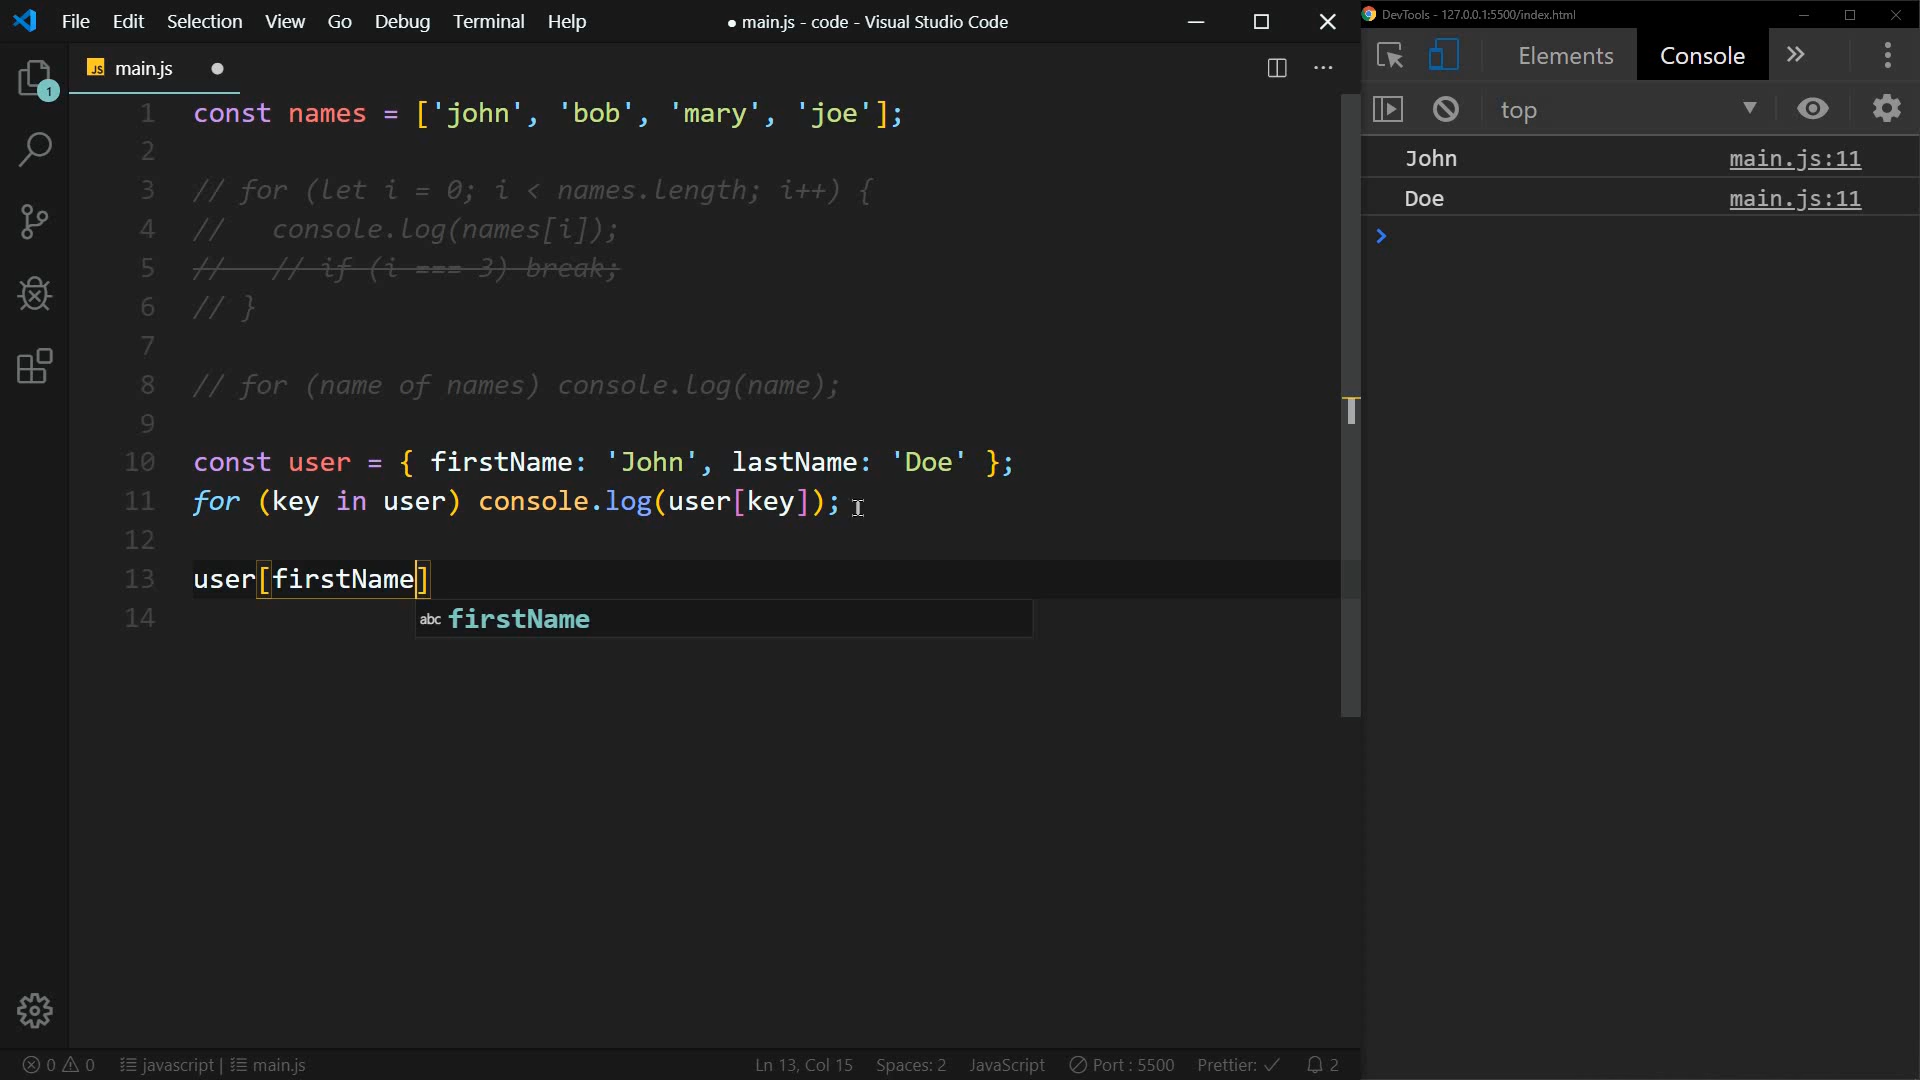 File Edit Selection View Go Debug Terminal Help
● main.js - code - Visual Studio Code
DevTools - 127.0.0.1:5500/index.html
JS main.js
Elements Console
top
1 const names = ['john', 'bob', 'mary', 'joe'];
2
3 // for (let i = 0; i < names.length; i++) {
4 //   console.log(names[i]);
5 //   // if (i === 3) break;
6 // }
7
8 // for (name of names) console.log(name);
9
10 const user = { firstName: 'John', lastName: 'Doe' };
11 for (key in user) console.log(user[key]);
12
13 user[firstName]
abc firstName
14
John main.js:11
Doe main.js:11
1
0 0 javascript | main.js
Ln 13, Col 15 Spaces: 2 JavaScript Port : 5500 Prettier: ✓ 2